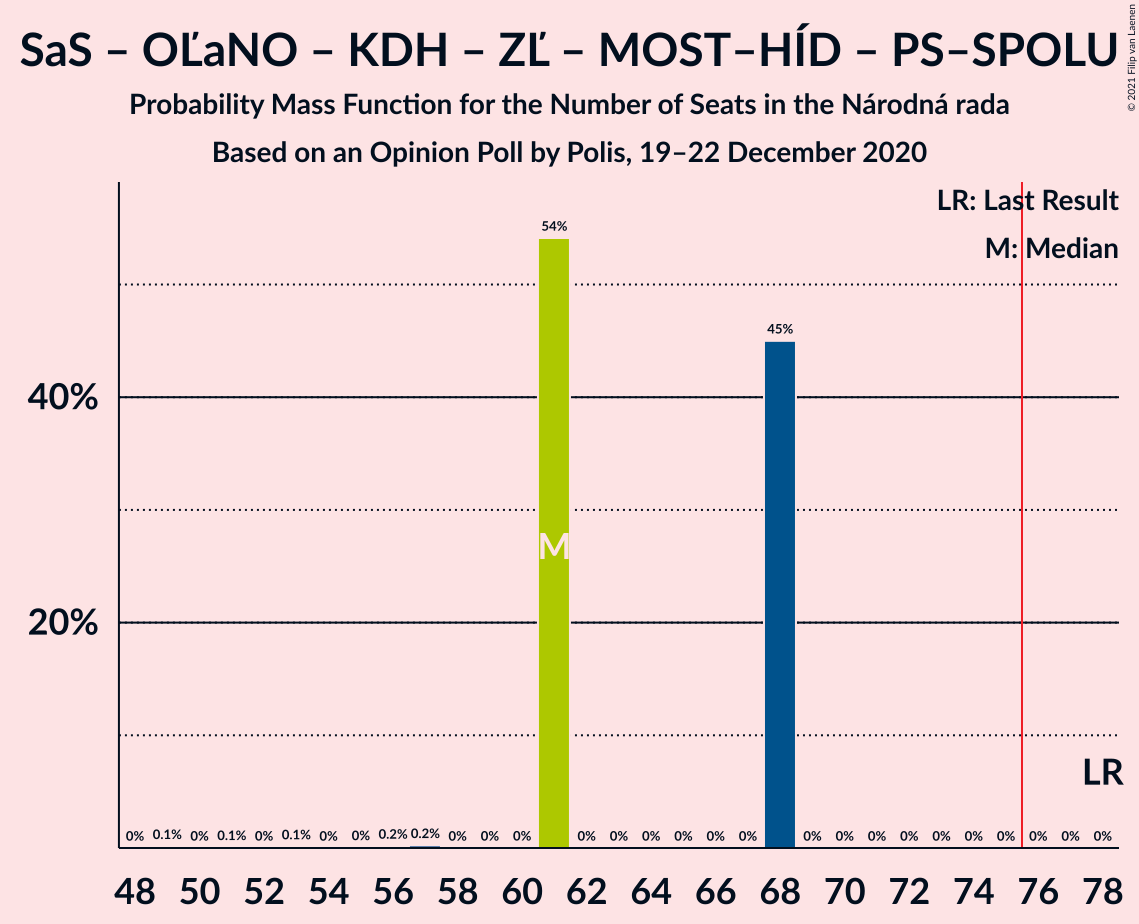 SaS – OĽaNO – KDH – ZĽ – MOST–HÍD – PS–SPOLU
Probability Mass Function for the Number of Seats in the Národná rada
Based on an Opinion Poll by Polis, 19–22 December 2020
© 2021 Filip van Laenen
LR: Last Result
M: Median
54%
45%
40%
M
20%
LR
0% 0.1% 0% 0.1% 0% 0.1% 0% 0% 0.2% 0.2% 0% 0% 0% 0% 0% 0% 0% 0% 0% 0% 0% 0% 0% 0% 0% 0% 0% 0% 0%
48 50 52 54 56 58 60 62 64 66 68 70 72 74 76 78